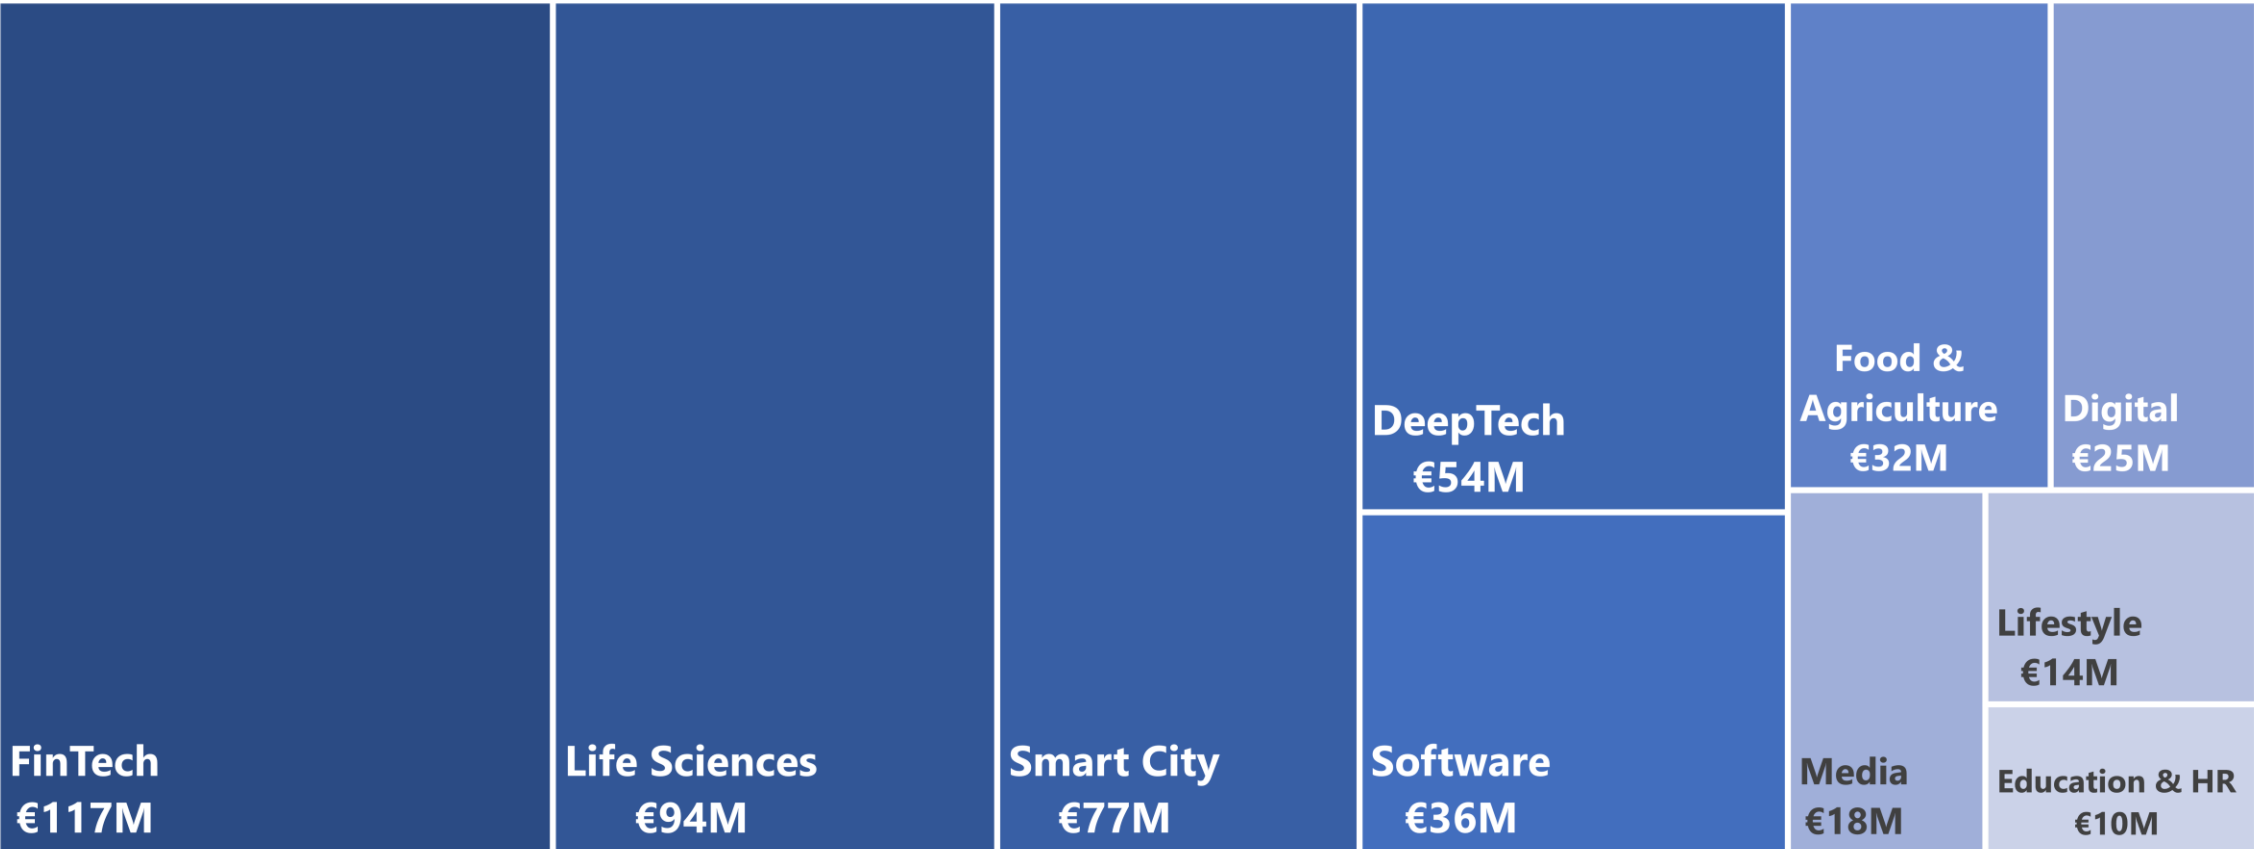 FinTech
€117M
Life Sciences
€94M
Smart City
€77M
DeepTech
€54M
Software
€36M
Food &
Agriculture
€32M
Digital
€25M
Media
€18M
Lifestyle
€14M
Education & HR
€10M